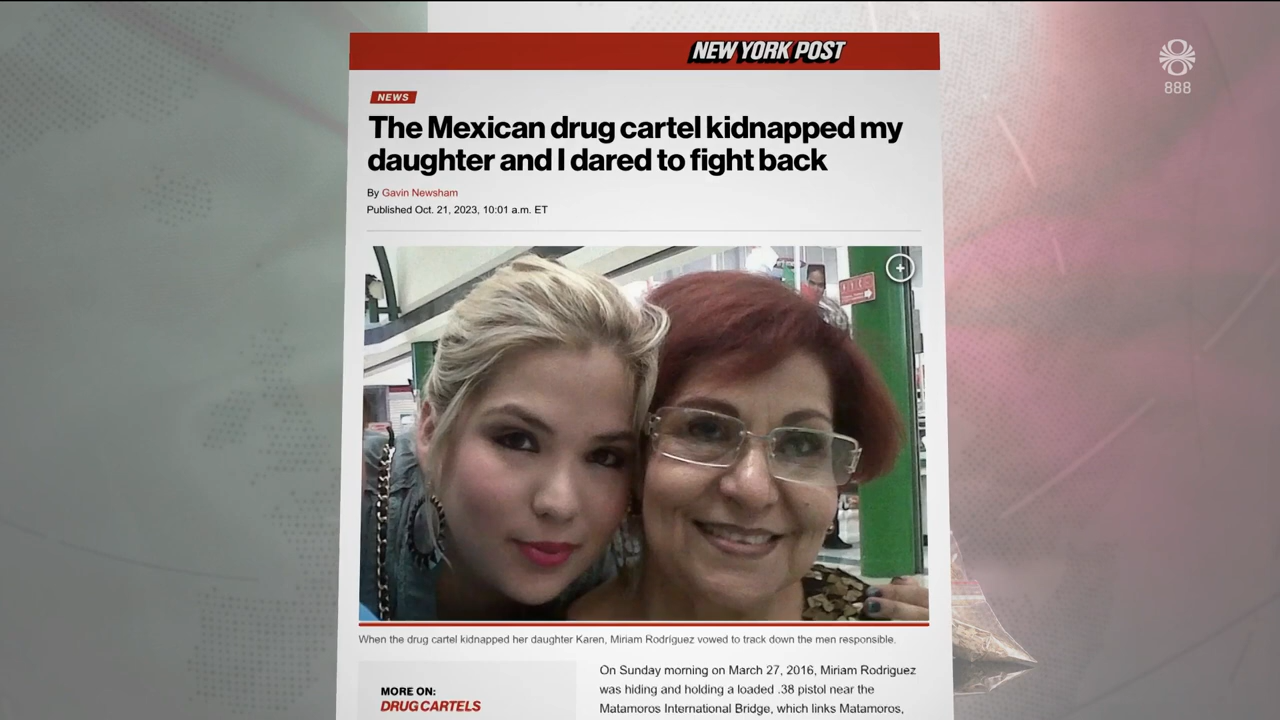 NEW YORK POST
888
NEWS
The Mexican drug cartel kidnapped my
daughter and I dared to fight back
By Gavin Newsham
Published Oct. 21, 2023, 10:01 a.m. ET
When the drug cartel kidnapped her daughter Karen, Miriam Rodríguez vowed to track down the men responsible.
On Sunday morning on March 27, 2016, Miriam Rodriguez
was hiding and holding a loaded .38 pistol near the
Matamoros International Bridge, which links Matamoros,
MORE ON:
DRUG CARTELS